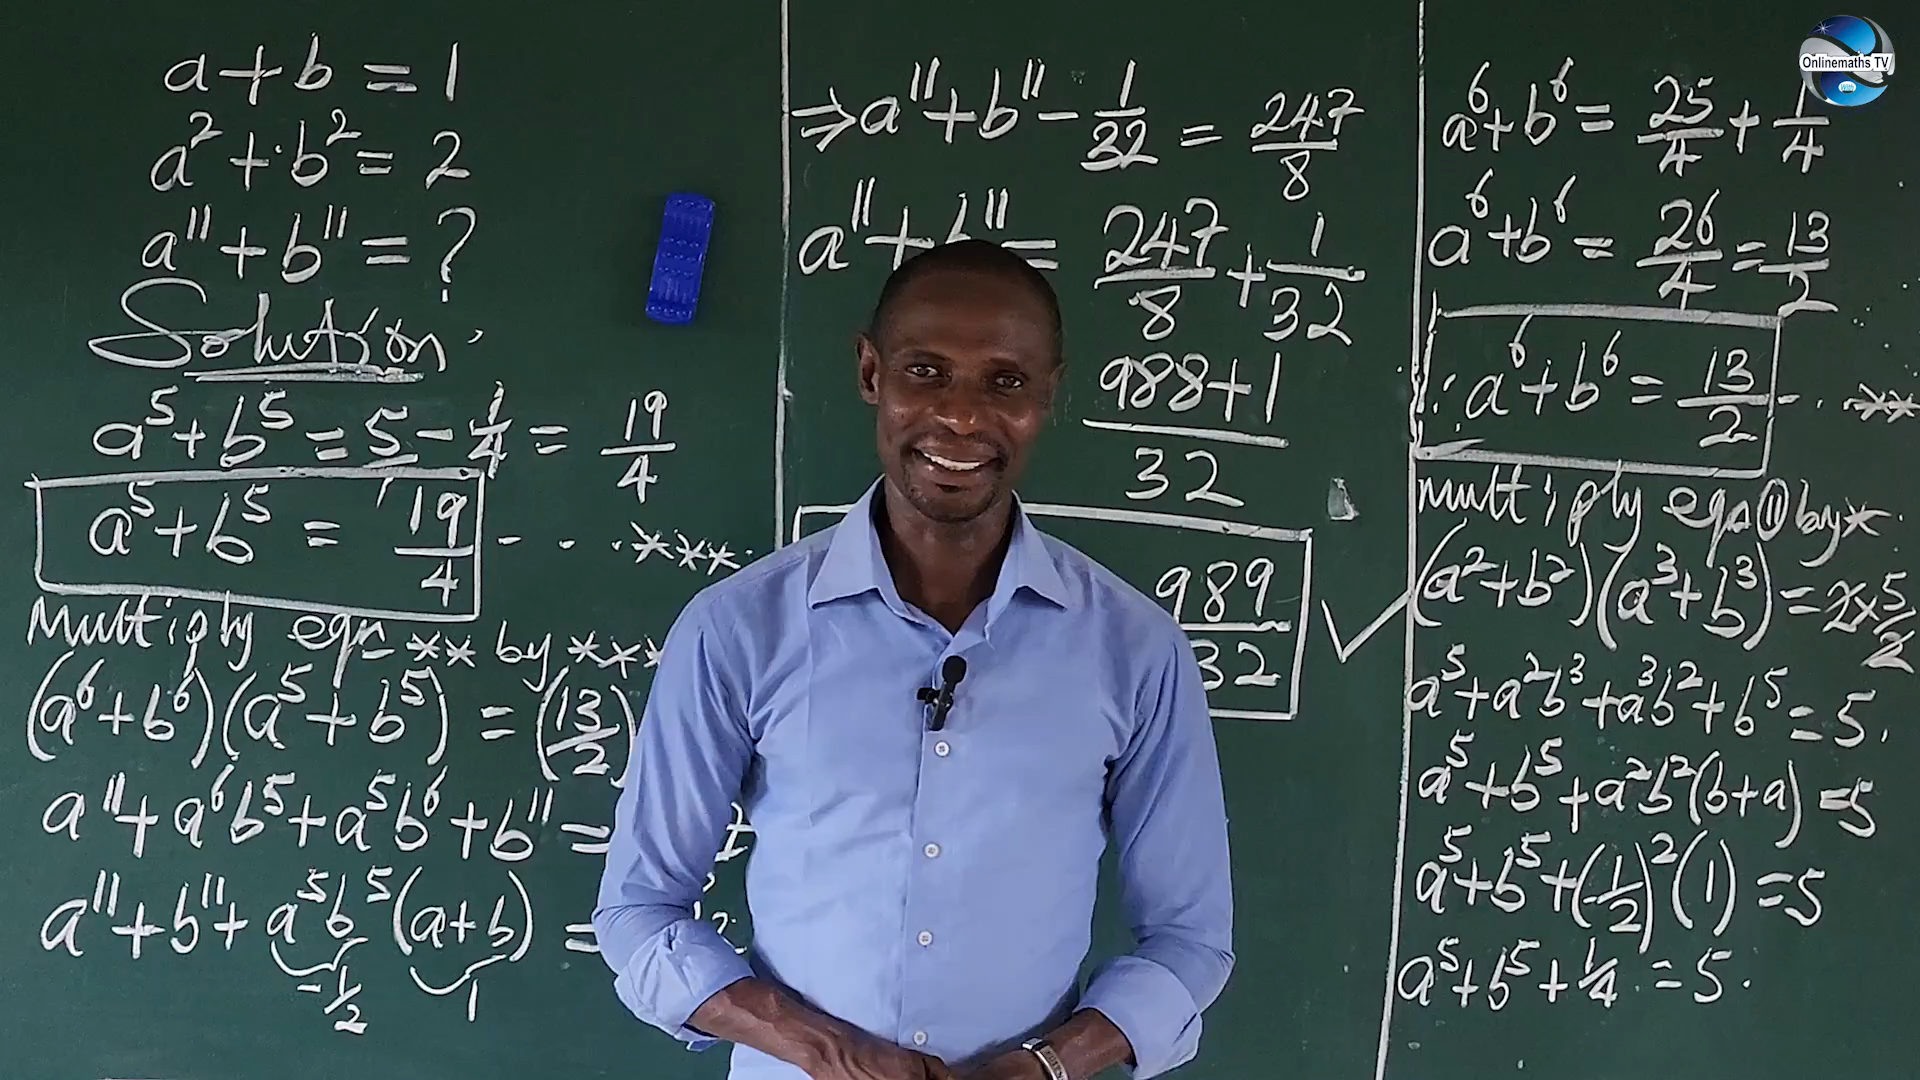 a + b = 1
a² + b² = 2
a¹¹ + b¹¹ = ?
Solution
a⁵ + b⁵ = 5 - 1/4 = 19/4
a⁵ + b⁵ = 19/4 - - . . ***
Multiply eqn ** by ***
(a⁶ + b⁶)(a⁵ + b⁵) = (13/2)
a¹¹ + a⁶b⁵ + a⁵b⁶ + b¹¹ =
a¹¹ + b¹¹ + a⁵b⁵(a+b) =
-1/2 1
⇒ a¹¹ + b¹¹ - 1/32 = 247/8
a¹¹ + b¹¹ = 247/8 + 1/32
988+1
32
989
32
a⁶ + b⁶ = 25/4 + 1/4
a⁶ + b⁶ = 26/4 = 13/2
∴ a⁶ + b⁶ = 13/2 - . . **
Multiply eqn (11) by *
(a² + b²)(a³ + b³) = 2 x 5/2
a⁵ + a²b³ + a³b² + b⁵ = 5.
a⁵ + b⁵ + a²b²(b+a) = 5
a⁵ + b⁵ + (-1/2)²(1) = 5
a⁵ + b⁵ + 1/4 = 5.
Onlinemaths TV